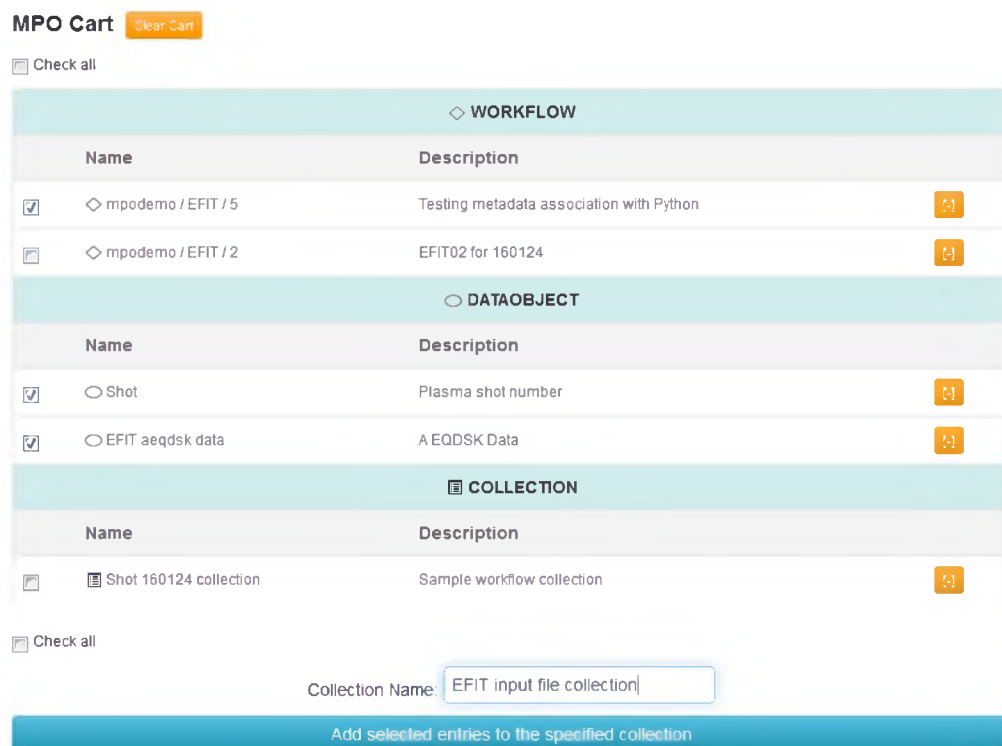 MPO Cart Clear Cart
Check all
WORKFLOW
Name Description
mpodemo / EFIT / 5 Testing metadata association with Python [-]
mpodemo / EFIT / 2 EFIT02 for 160124 [-]
DATAOBJECT
Name Description
Shot Plasma shot number [-]
EFIT aeqdsk data A EQDSK Data [-]
COLLECTION
Name Description
Shot 160124 collection Sample workflow collection [-]
Check all
Collection Name: EFIT input file collection
Add selected entries to the specified collection